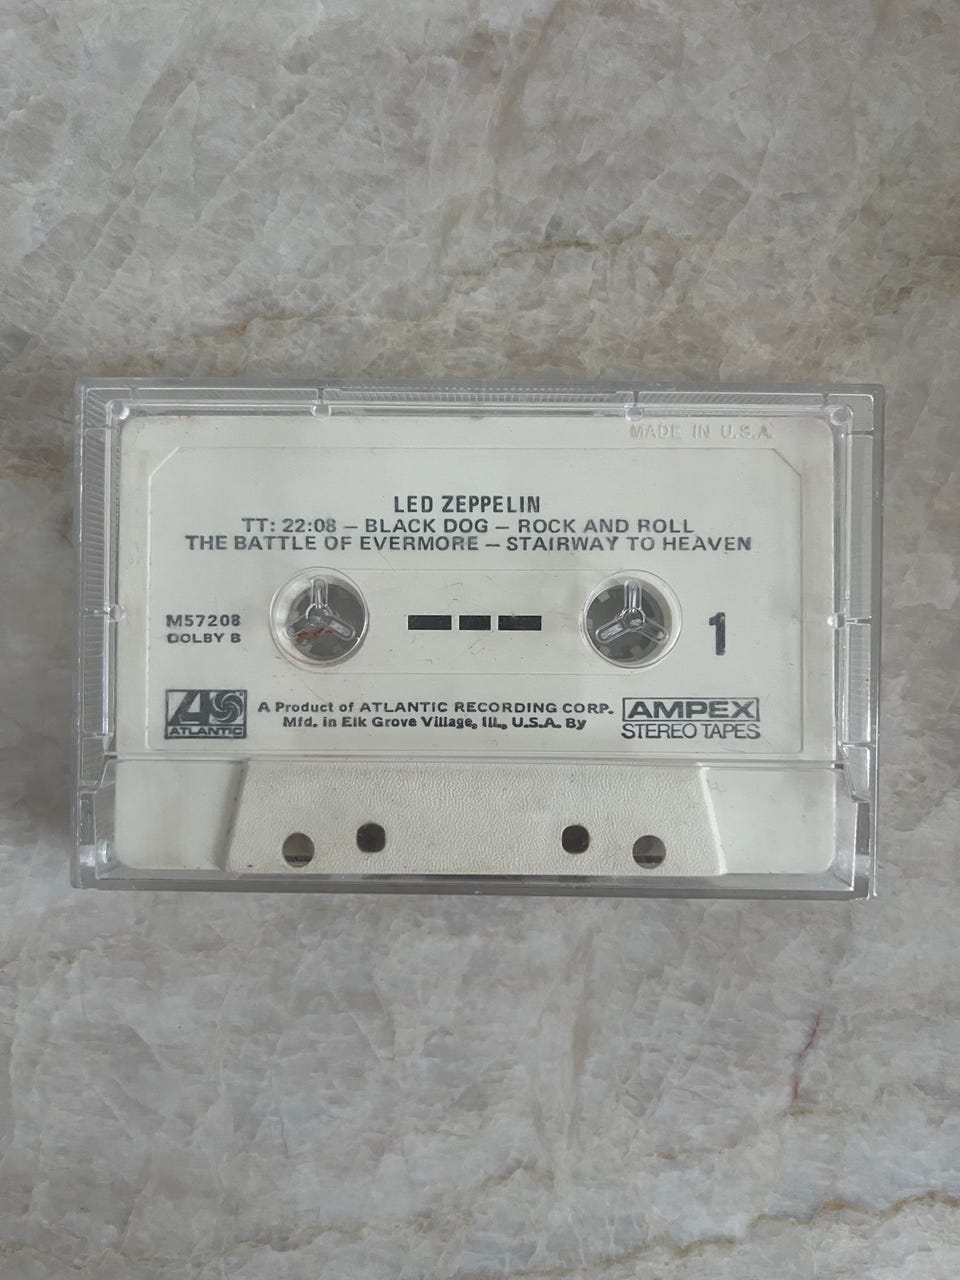 MADE IN U.S.A.
LED ZEPPELIN
TT: 22:08 – BLACK DOG – ROCK AND ROLL
THE BATTLE OF EVERMORE – STAIRWAY TO HEAVEN
M57208
DOLBY B
1
ATLANTIC
A Product of ATLANTIC RECORDING CORP.
Mfd. in Elk Grove Village, Ill., U.S.A. By
AMPEX
STEREO TAPES